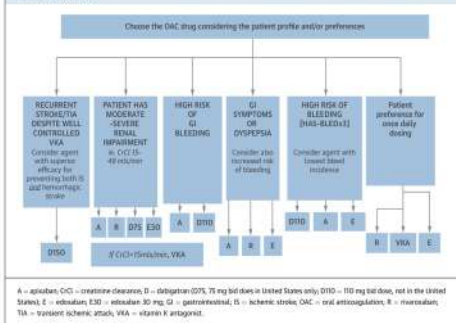 Choose the OAC drug considering the patient profile and/or preferences
RECURRENT
STROKE/TIA
DESPITE WELL
CONTROLLED
VKA
Consider agent
with superior
efficacy for
preventing both IS
and hemorrhagic
stroke
D150
PATIENT HAS
MODERATE
-SEVERE
RENAL
IMPAIRMENT
ie. CrCl 15-
49 mls/min
A
R
D75
E30
If CrCl<15mls/min, VKA
HIGH RISK
OF
GI
BLEEDING
A
D110
GI
SYMPTOMS
OR
DYSPEPSIA
Consider also
increased risk
of bleeding
A
R
E
HIGH RISK OF
BLEEDING
[HAS-BLED≥3]
Consider agent with
lowest bleed
incidence
D110
A
E
Patient
preference for
once daily
dosing
R
VKA
E
A = apixaban; CrCl = creatinine clearance; D = dabigatran (D75, 75 mg bid does in United States only; D110 = 110 mg bid dose, not in the United
States); E = edoxaban; E30 = edoxaban 30 mg; GI = gastrointestinal; IS = ischemic stroke; OAC = oral anticoagulation; R = rivaroxaban;
TIA = transient ischemic attack; VKA = vitamin K antagonist.